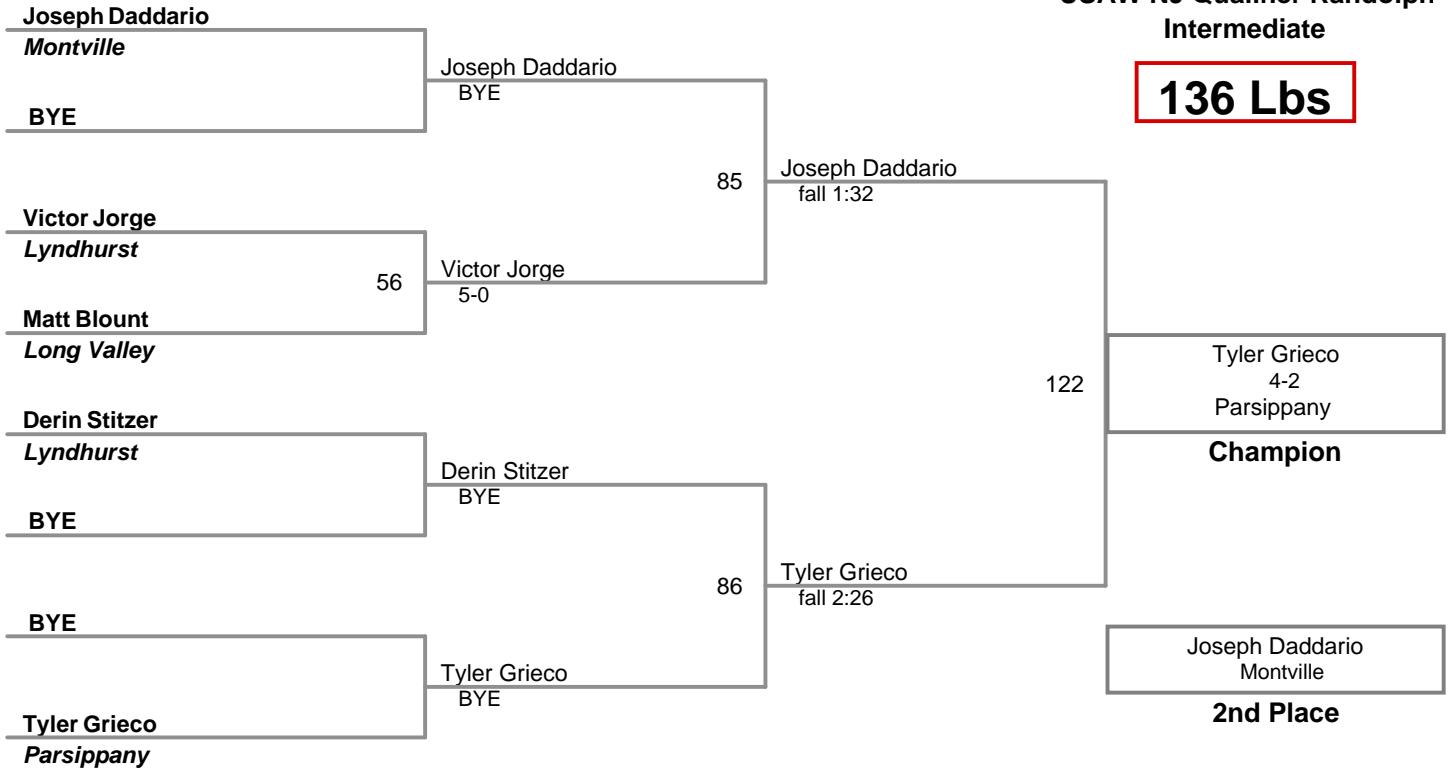 Qualifier Randolph
Intermediate
136 Lbs
Joseph Daddario
Montville
BYE
Victor Jorge
Lyndhurst
Matt Blount
Long Valley
Derin Stitzer
Lyndhurst
BYE
BYE
Tyler Grieco
Parsippany
Joseph Daddario
BYE
56
Victor Jorge
5-0
Derin Stitzer
BYE
Tyler Grieco
BYE
85
Joseph Daddario
fall 1:32
86
Tyler Grieco
fall 2:26
122
Tyler Grieco
4-2
Parsippany
Champion
Joseph Daddario
Montville
2nd Place